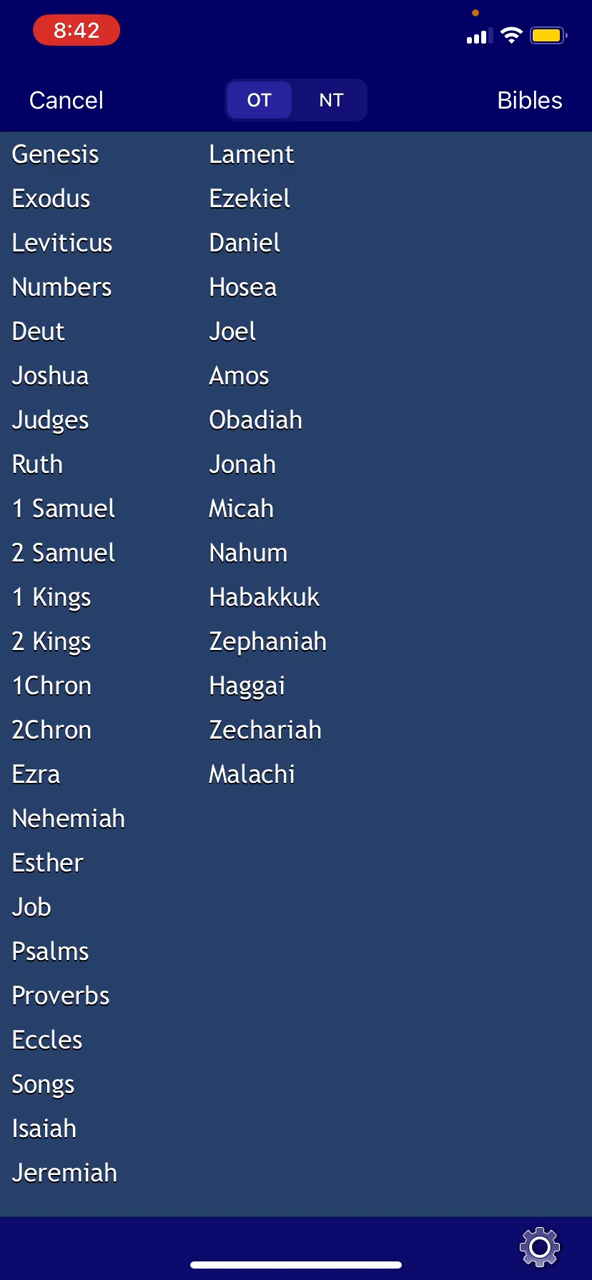 8:42
Cancel OT NT Bibles
Genesis
Exodus
Leviticus
Numbers
Deut
Joshua
Judges
Ruth
1 Samuel
2 Samuel
1 Kings
2 Kings
1Chron
2Chron
Ezra
Nehemiah
Esther
Job
Psalms
Proverbs
Eccles
Songs
Isaiah
Jeremiah
Lament
Ezekiel
Daniel
Hosea
Joel
Amos
Obadiah
Jonah
Micah
Nahum
Habakkuk
Zephaniah
Haggai
Zechariah
Malachi